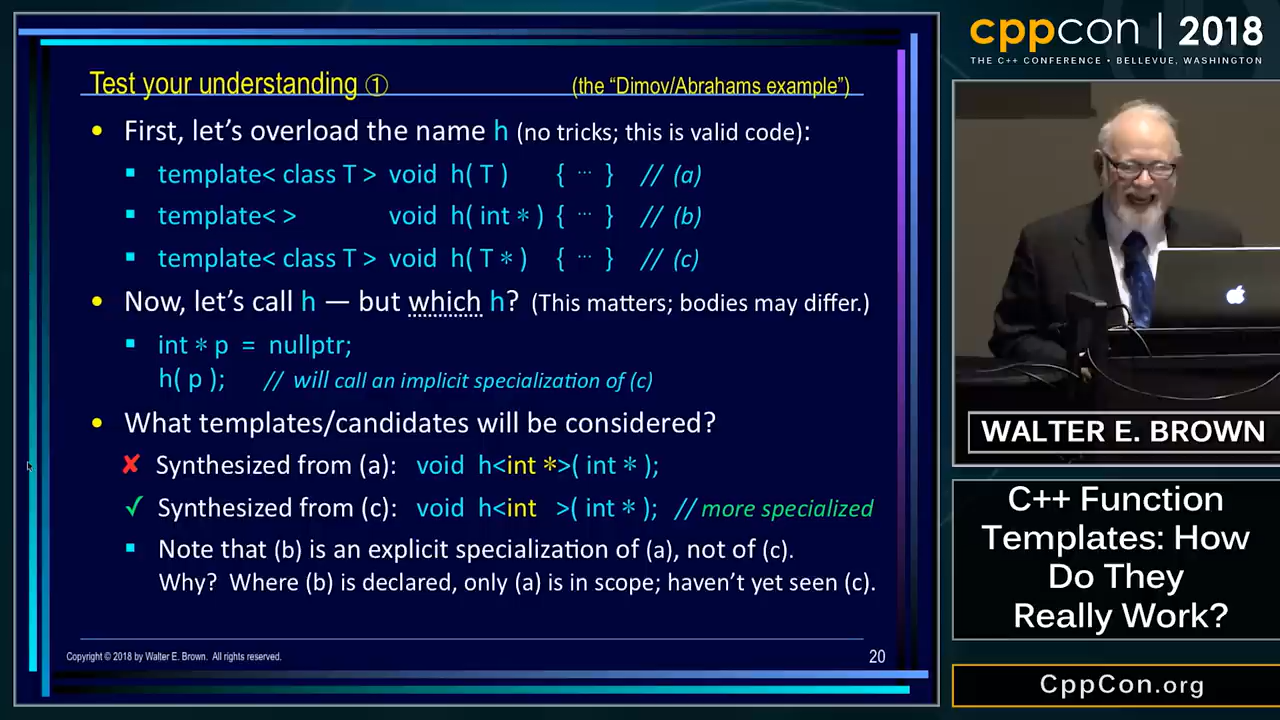 Test your understanding ① (the “Dimov/Abrahams example”)
• First, let’s overload the name h (no tricks; this is valid code):
▪ template< class T > void h( T ) { ... } // (a)
▪ template< > void h( int * ) { ... } // (b)
▪ template< class T > void h( T * ) { ... } // (c)
• Now, let’s call h — but which h? (This matters; bodies may differ.)
▪ int * p = nullptr;
h( p ); // will call an implicit specialization of (c)
• What templates/candidates will be considered?
✘ Synthesized from (a): void h<int *>( int * );
✓ Synthesized from (c): void h<int >( int * ); // more specialized
▪ Note that (b) is an explicit specialization of (a), not of (c).
Why? Where (b) is declared, only (a) is in scope; haven’t yet seen (c).
Copyright © 2018 by Walter E. Brown. All rights reserved.
20
cppcon | 2018
THE C++ CONFERENCE • BELLEVUE, WASHINGTON
WALTER E. BROWN
C++ Function
Templates: How
Do They
Really Work?
CppCon.org